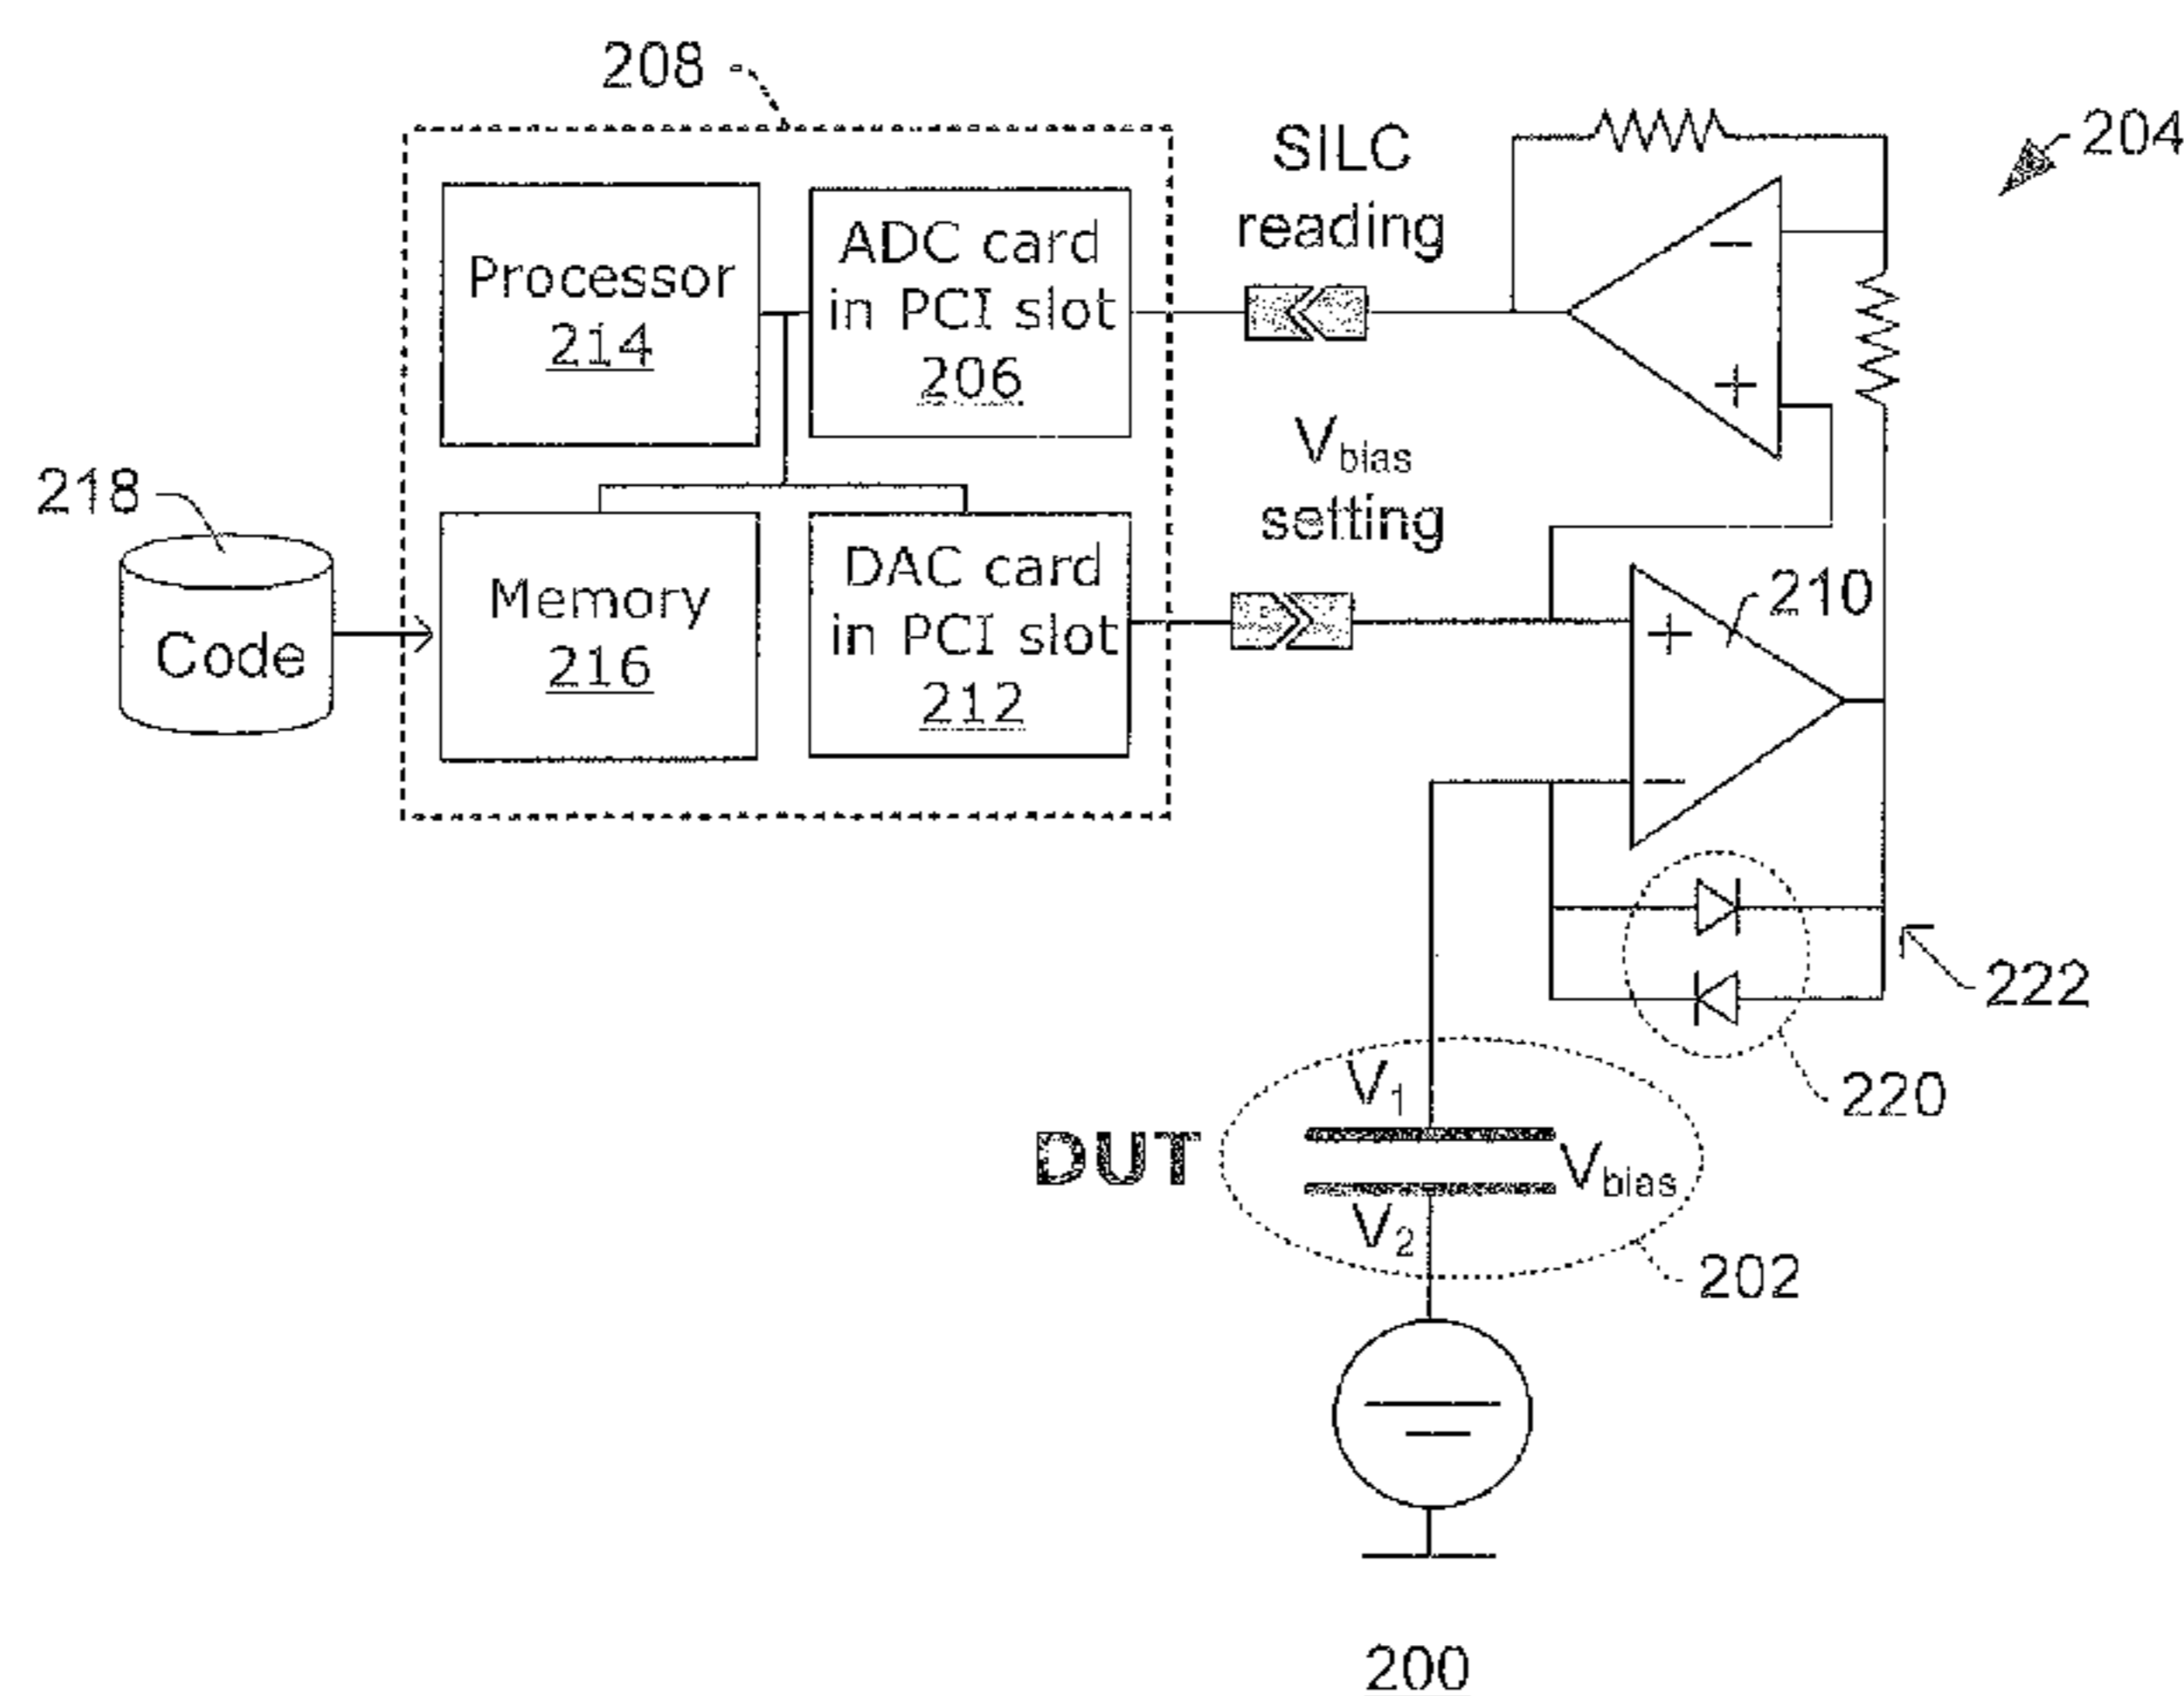 208
204
SILC
reading
Processor
214
ADC card
in PCI slot
206
−
+
V_bias
setting
218
Code
Memory
216
DAC card
in PCI slot
212
+
210
−
222
220
DUT
V_1
V_bias
V_2
202
200